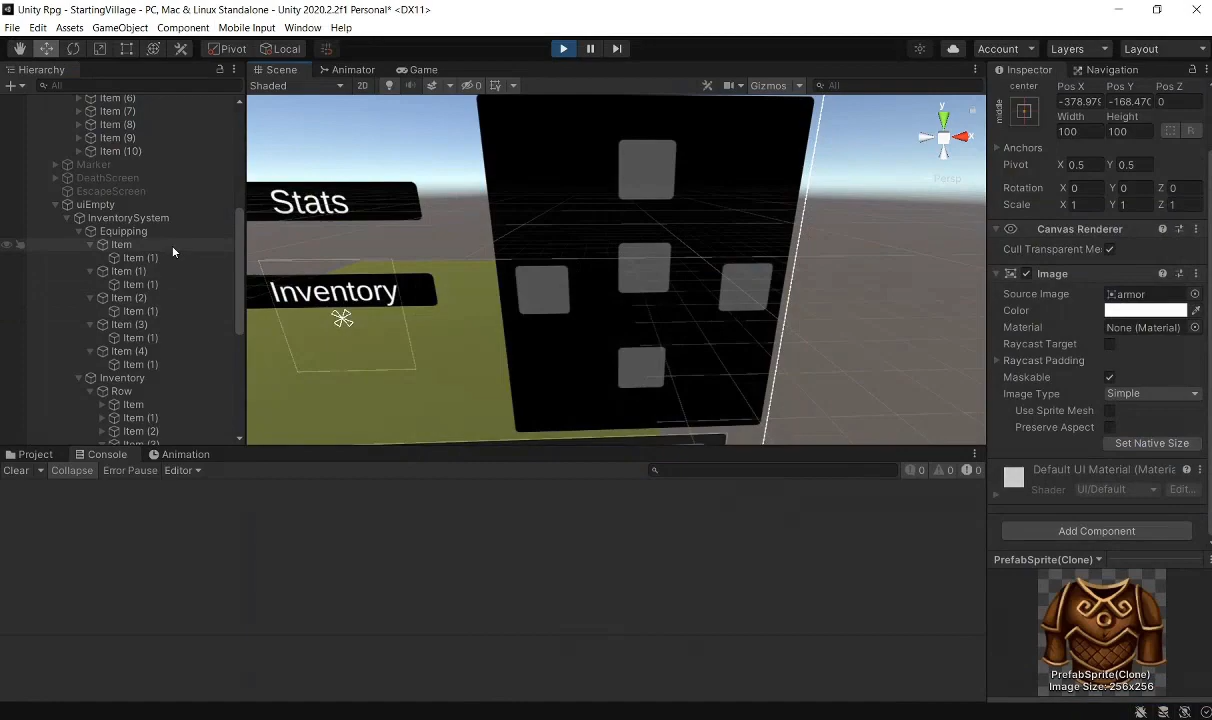 Unity Rpg - StartingVillage - PC, Mac & Linux Standalone - Unity 2020.2.2f1 Personal* <DX11>
File Edit Assets GameObject Component Mobile Input Window Help
Pivot Local Account Layers Layout
Hierarchy Scene Animator Game Inspector Navigation
All Shaded 2D 0 Gizmos All
center Pos X Pos Y Pos Z
-378.979 -168.470 0
middle Width Height
100 100 R
Anchors
Pivot X 0.5 Y 0.5
Rotation X 0 Y 0 Z 0
Scale X 1 Y 1 Z 1
Canvas Renderer
Cull Transparent Me
Image
Source Image armor
Color
Material None (Material)
Raycast Target
Raycast Padding
Maskable
Image Type Simple
Use Sprite Mesh
Preserve Aspect
Set Native Size
Default UI Material (Materia
Shader UI/Default Edit...
Add Component
PrefabSprite(Clone)
PrefabSprite(Clone)
Image Size: 256x256
Item (6)
Item (7)
Item (8)
Item (9)
Item (10)
Marker
DeathScreen
EscapeScreen
uiEmpty
InventorySystem
Equipping
Item
Item (1)
Item (1)
Item (1)
Item (2)
Item (1)
Item (3)
Item (1)
Item (4)
Item (1)
Inventory
Row
Item
Item (1)
Item (2)
Stats
Inventory
y
x
Persp
Project Console Animation
Clear Collapse Error Pause Editor 0 0 0